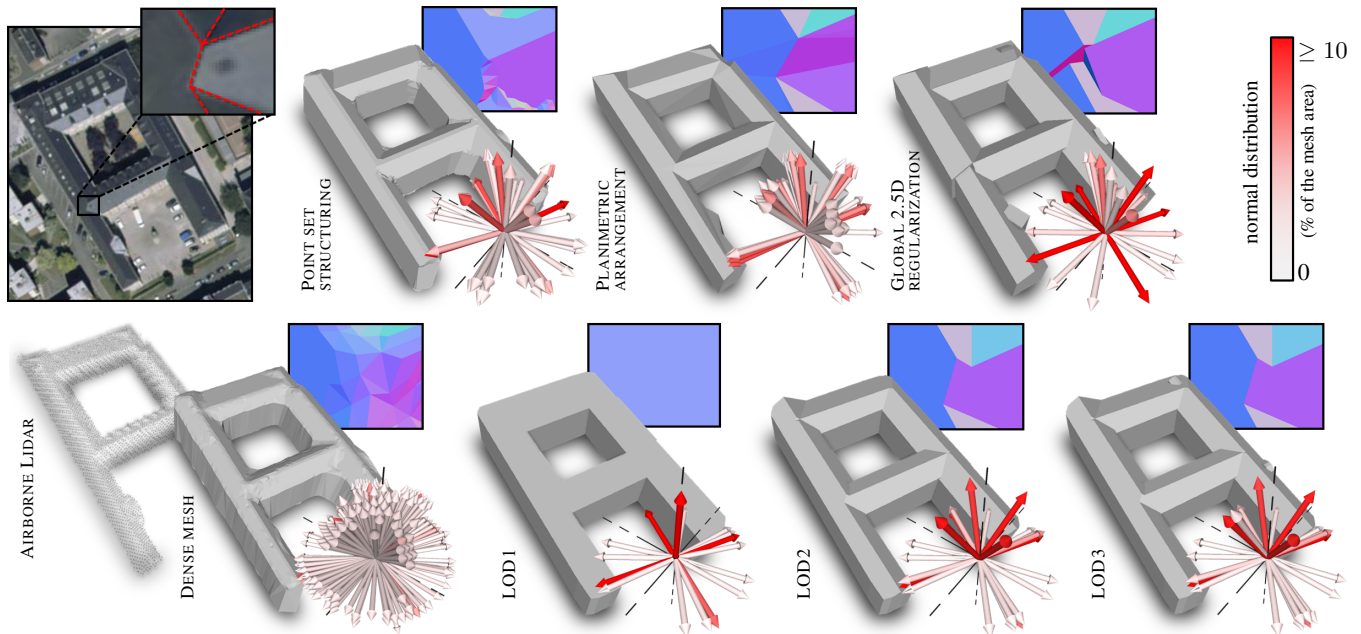 POINT SET
STRUCTURING
PLANIMETRIC
ARRANGEMENT
GLOBAL 2.5D
REGULARIZATION
normal distribution
(% of the mesh area)
≥ 10
0
AIRBORNE LIDAR
DENSE MESH
LOD1
LOD2
LOD3